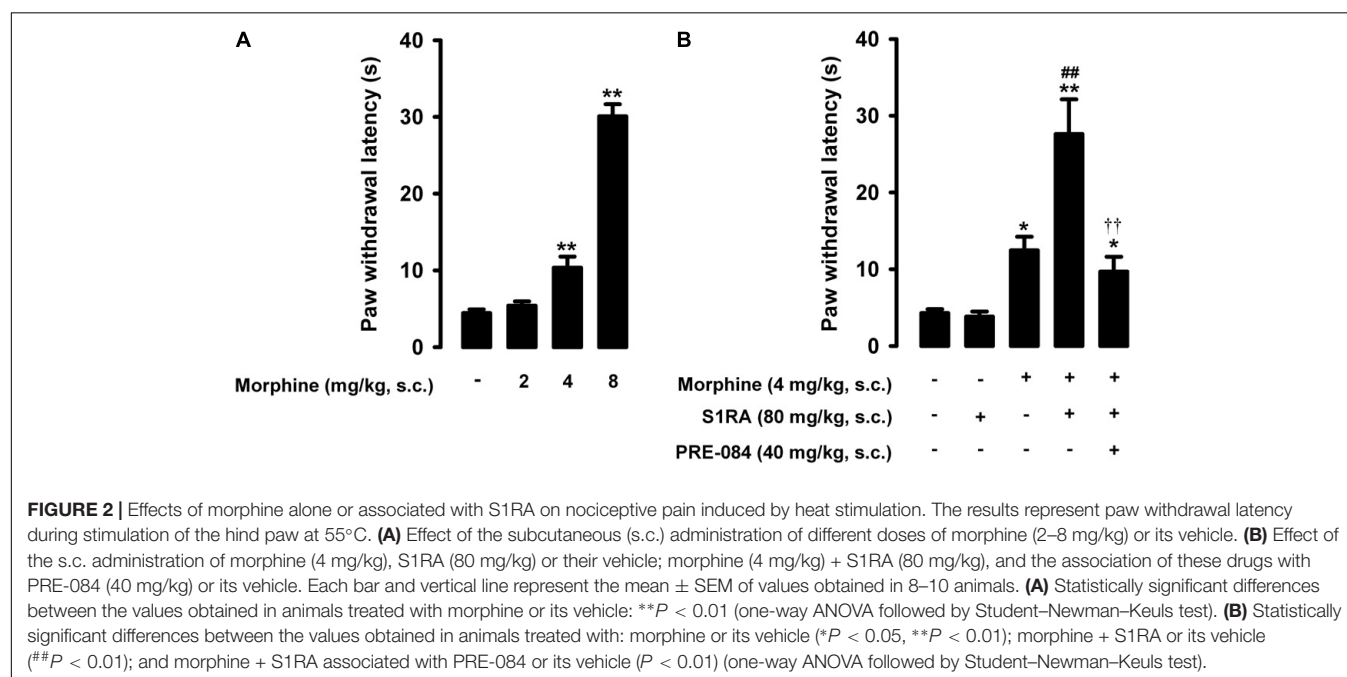 A
Paw withdrawal latency (s)
40
30
20
10
0
**
**
Morphine (mg/kg, s.c.) - 2 4 8
B
Paw withdrawal latency (s)
40
30
20
10
0
*
##
**
††
*
Morphine (4 mg/kg, s.c.) - - + + +
S1RA (80 mg/kg, s.c.) - + - + +
PRE-084 (40 mg/kg, s.c.) - - - - +
FIGURE 2 | Effects of morphine alone or associated with S1RA on nociceptive pain induced by heat stimulation. The results represent paw withdrawal latency
during stimulation of the hind paw at 55°C. (A) Effect of the subcutaneous (s.c.) administration of different doses of morphine (2–8 mg/kg) or its vehicle. (B) Effect of
the s.c. administration of morphine (4 mg/kg), S1RA (80 mg/kg) or their vehicle; morphine (4 mg/kg) + S1RA (80 mg/kg), and the association of these drugs with
PRE-084 (40 mg/kg) or its vehicle. Each bar and vertical line represent the mean ± SEM of values obtained in 8–10 animals. (A) Statistically significant differences
between the values obtained in animals treated with morphine or its vehicle: **P < 0.01 (one-way ANOVA followed by Student–Newman–Keuls test). (B) Statistically
significant differences between the values obtained in animals treated with: morphine or its vehicle (*P < 0.05, **P < 0.01); morphine + S1RA or its vehicle
(##P < 0.01); and morphine + S1RA associated with PRE-084 or its vehicle (P < 0.01) (one-way ANOVA followed by Student–Newman–Keuls test).